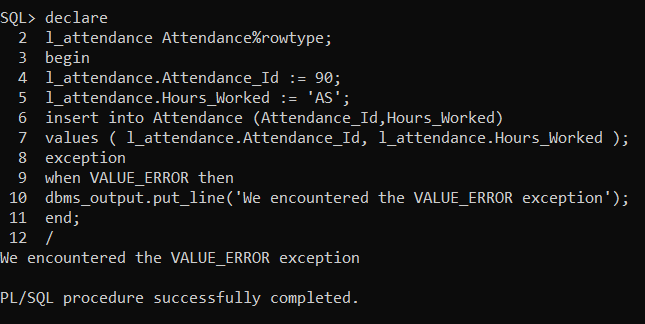 SQL> declare
  2  l_attendance Attendance%rowtype;
  3  begin
  4  l_attendance.Attendance_Id := 90;
  5  l_attendance.Hours_Worked := 'AS';
  6  insert into Attendance (Attendance_Id,Hours_Worked)
  7  values ( l_attendance.Attendance_Id, l_attendance.Hours_Worked );
  8  exception
  9  when VALUE_ERROR then
 10  dbms_output.put_line('We encountered the VALUE_ERROR exception');
 11  end;
 12  /
We encountered the VALUE_ERROR exception

PL/SQL procedure successfully completed.